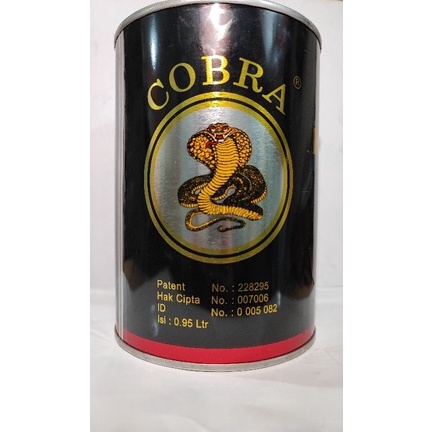 COBRA ®
Patent No. : 228295
Hak Cipta No. : 007006
ID No. : 0 005 082
Isi : 0.95 Ltr